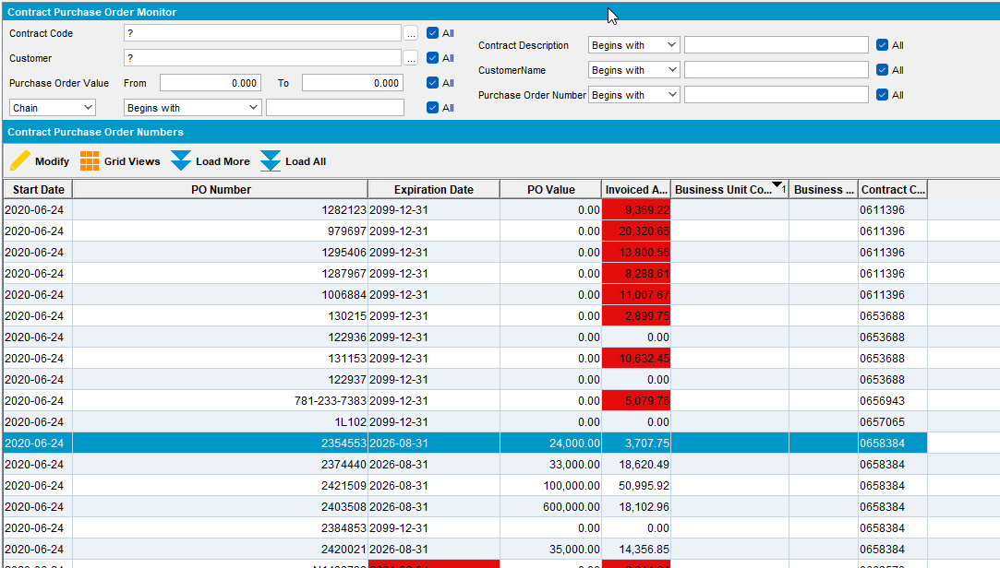 Contract Purchase Order Monitor
Contract Code ? ... All
Contract Description Begins with All
Customer ? ... All
CustomerName Begins with All
Purchase Order Value From 0.000 To 0.000 All
Purchase Order Number Begins with All
Chain Begins with All
Contract Purchase Order Numbers
Modify Grid Views Load More Load All
Start Date PO Number Expiration Date PO Value Invoiced A... Business Unit Co... 1 Business ... Contract C...
2020-06-24 1282123 2099-12-31 0.00 9,369.22 0611396
2020-06-24 979697 2099-12-31 0.00 20,320.65 0611396
2020-06-24 1295406 2099-12-31 0.00 13,800.56 0611396
2020-06-24 1287967 2099-12-31 0.00 8,288.61 0611396
2020-06-24 1006884 2099-12-31 0.00 11,007.67 0611396
2020-06-24 130215 2099-12-31 0.00 2,899.75 0653688
2020-06-24 122936 2099-12-31 0.00 0.00 0653688
2020-06-24 131153 2099-12-31 0.00 10,632.45 0653688
2020-06-24 122937 2099-12-31 0.00 0.00 0653688
2020-06-24 781-233-7383 2099-12-31 0.00 5,079.76 0656943
2020-06-24 1L102 2099-12-31 0.00 0.00 0657065
2020-06-24 2354553 2026-08-31 24,000.00 3,707.75 0658384
2020-06-24 2374440 2026-08-31 33,000.00 18,620.49 0658384
2020-06-24 2421509 2026-08-31 100,000.00 50,995.92 0658384
2020-06-24 2403508 2026-08-31 600,000.00 18,102.96 0658384
2020-06-24 2384853 2099-12-31 0.00 0.00 0658384
2020-06-24 2420021 2026-08-31 35,000.00 14,356.85 0658384